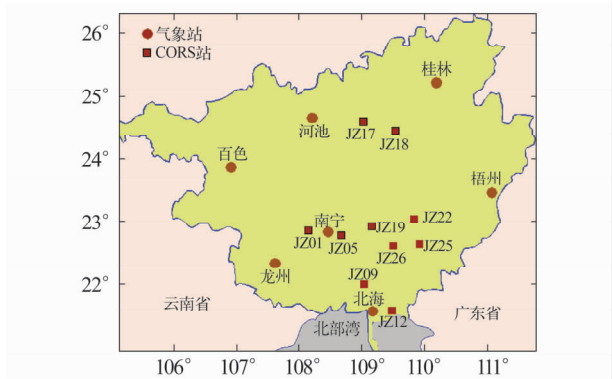 26°
25°
24°
23°
22°
气象站
CORS站
桂林
河池
JZ17
JZ18
百色
梧州
南宁
JZ01
JZ05
JZ19
JZ22
JZ25
JZ26
龙州
JZ09
北海
JZ12
云南省
北部湾
广东省
106°
107°
108°
109°
110°
111°